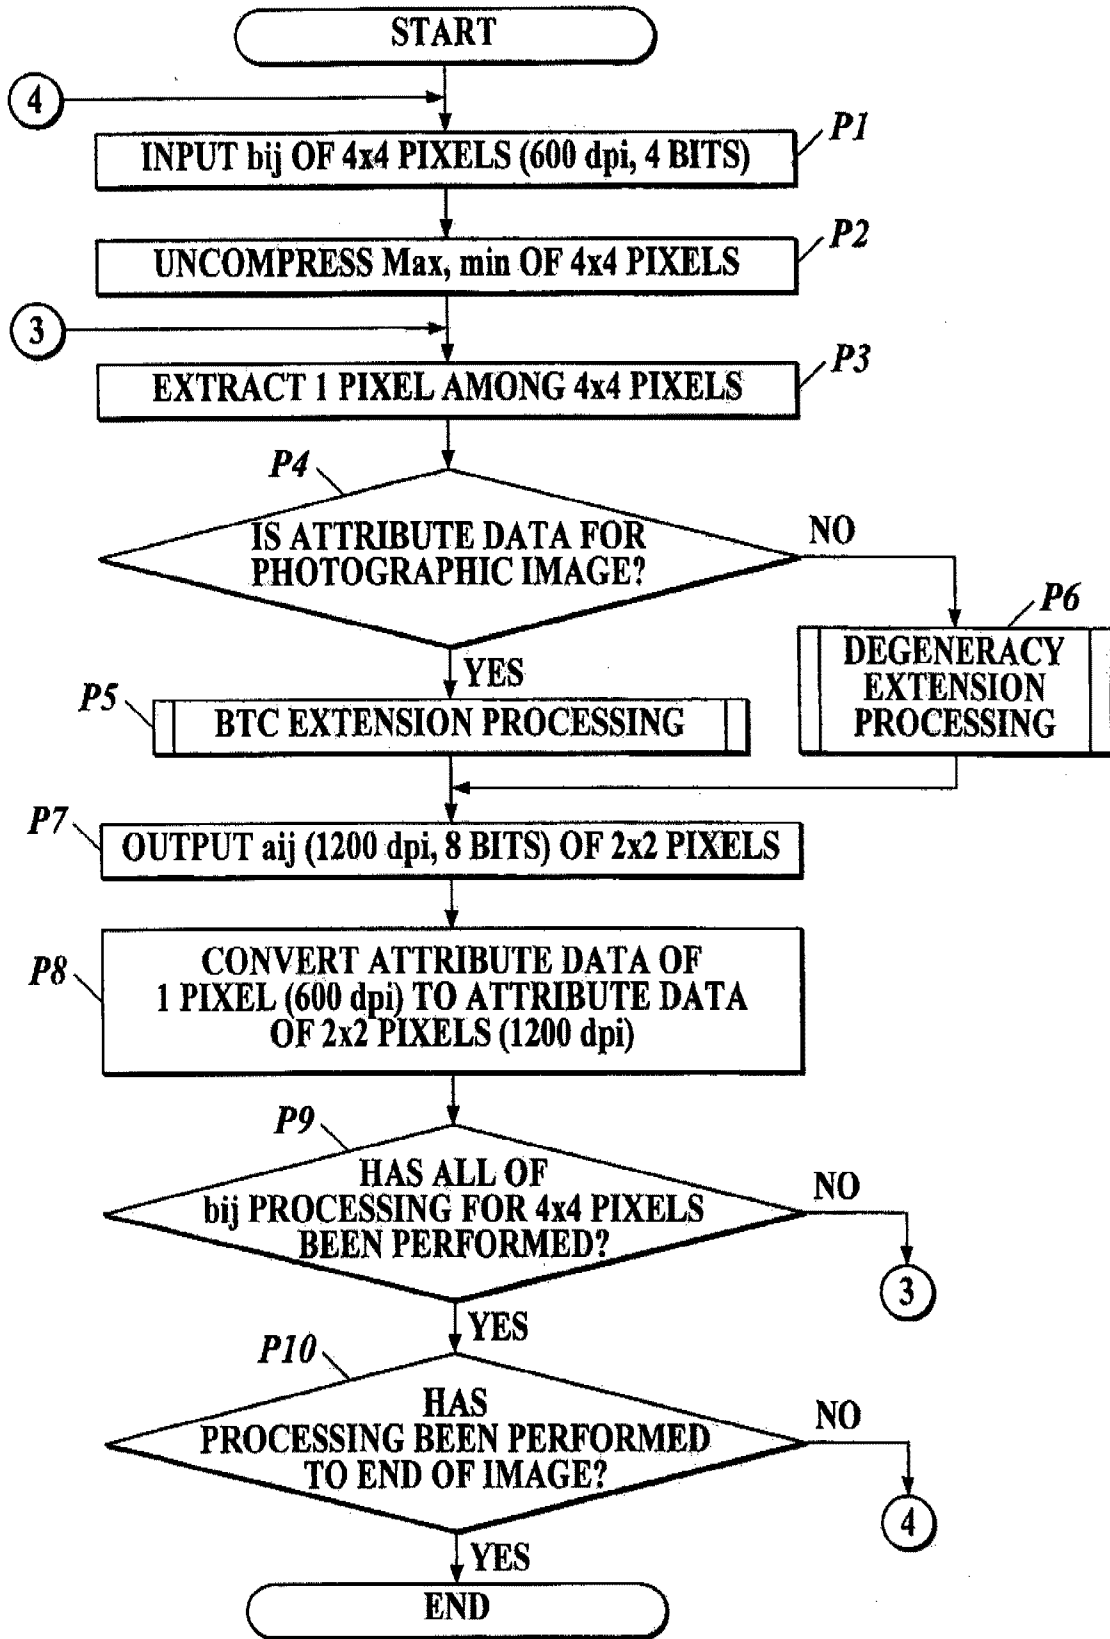 START
4
P1
INPUT bij OF 4x4 PIXELS (600 dpi, 4 BITS)
P2
UNCOMPRESS Max, min OF 4x4 PIXELS
3
P3
EXTRACT 1 PIXEL AMONG 4x4 PIXELS
P4
IS ATTRIBUTE DATA FOR
PHOTOGRAPHIC IMAGE?
NO
P6
DEGENERACY
EXTENSION
PROCESSING
YES
P5
BTC EXTENSION PROCESSING
P7
OUTPUT aij (1200 dpi, 8 BITS) OF 2x2 PIXELS
P8
CONVERT ATTRIBUTE DATA OF
1 PIXEL (600 dpi) TO ATTRIBUTE DATA
OF 2x2 PIXELS (1200 dpi)
P9
HAS ALL OF
bij PROCESSING FOR 4x4 PIXELS
BEEN PERFORMED?
NO
3
YES
P10
HAS
PROCESSING BEEN PERFORMED
TO END OF IMAGE?
NO
4
YES
END